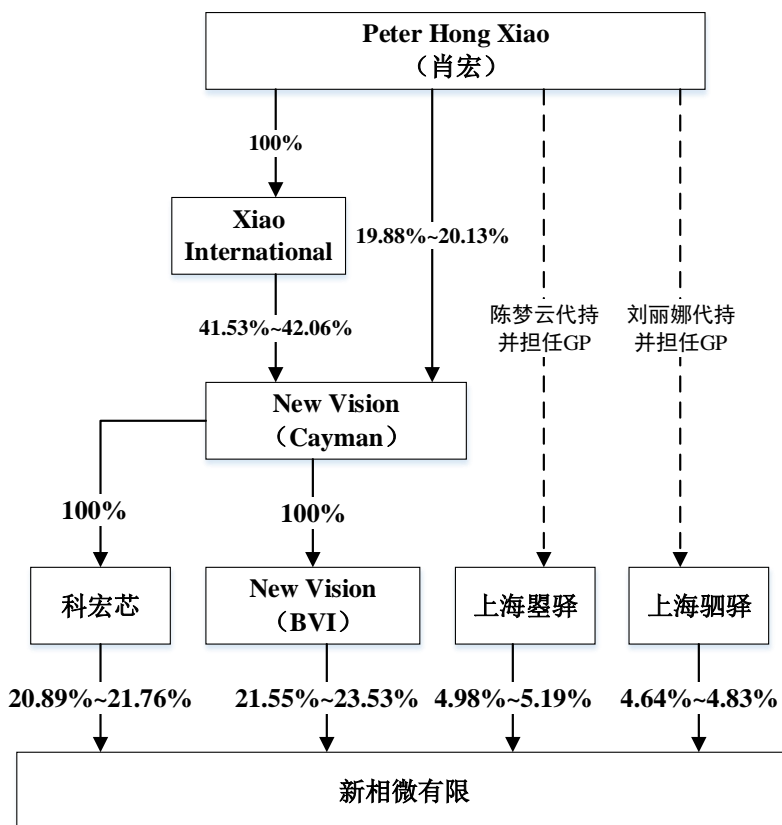 Peter Hong Xiao
（肖宏）
100%
Xiao
International
19.88%~20.13%
41.53%~42.06%
陈梦云代持
并担任GP
刘丽娜代持
并担任GP
New Vision
（Cayman）
100%
100%
科宏芯
New Vision
（BVI）
上海曌驿
上海驷驿
20.89%~21.76%
21.55%~23.53%
4.98%~5.19%
4.64%~4.83%
新相微有限